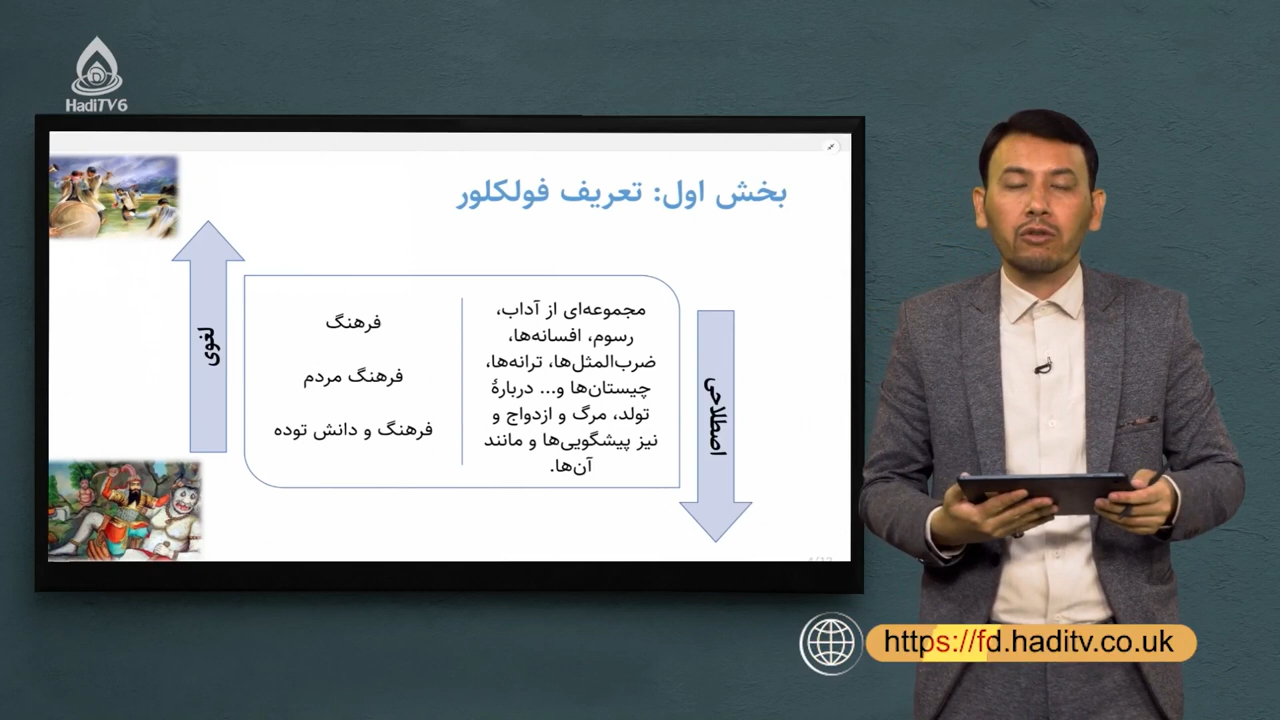 HadiTV6
بخش اول: تعریف فولکلور
مجموعه‌ای از آداب،
رسوم، افسانه‌ها،
ضرب‌المثل‌ها، ترانه‌ها،
چیستان‌ها و... دربارهٔ
تولد، مرگ و ازدواج و
نیز پیشگویی‌ها و مانند
آن‌ها.
فرهنگ
فرهنگ مردم
فرهنگ و دانش توده
اصطلاحی
لغوی
https://fd.haditv.co.uk